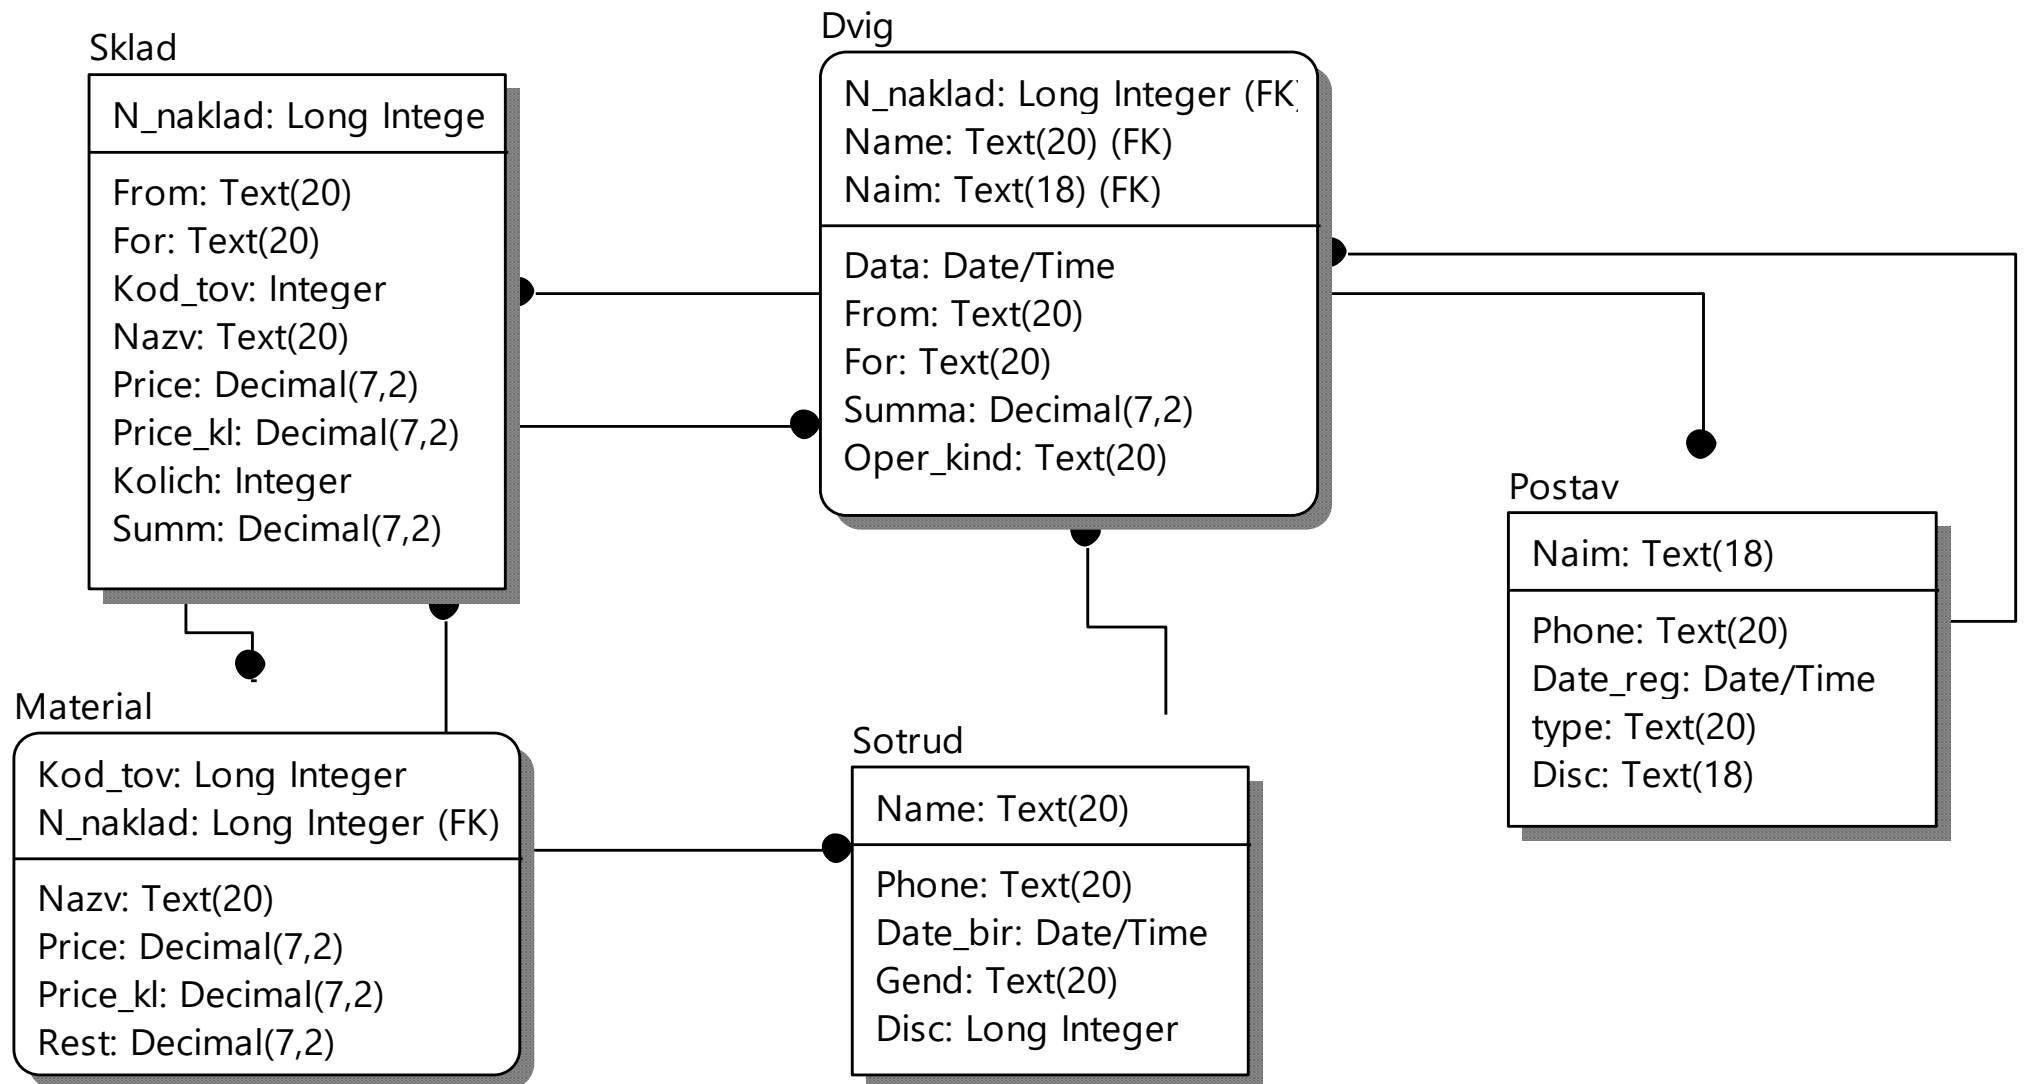 Sklad
N_naklad: Long Intege
From: Text(20)
For: Text(20)
Kod_tov: Integer
Nazv: Text(20)
Price: Decimal(7,2)
Price_kl: Decimal(7,2)
Kolich: Integer
Summ: Decimal(7,2)
Dvig
N_naklad: Long Integer (FK)
Name: Text(20) (FK)
Naim: Text(18) (FK)
Data: Date/Time
From: Text(20)
For: Text(20)
Summa: Decimal(7,2)
Oper_kind: Text(20)
Postav
Naim: Text(18)
Phone: Text(20)
Date_reg: Date/Time
type: Text(20)
Disc: Text(18)
Material
Kod_tov: Long Integer
N_naklad: Long Integer (FK)
Nazv: Text(20)
Price: Decimal(7,2)
Price_kl: Decimal(7,2)
Rest: Decimal(7,2)
Sotrud
Name: Text(20)
Phone: Text(20)
Date_bir: Date/Time
Gend: Text(20)
Disc: Long Integer